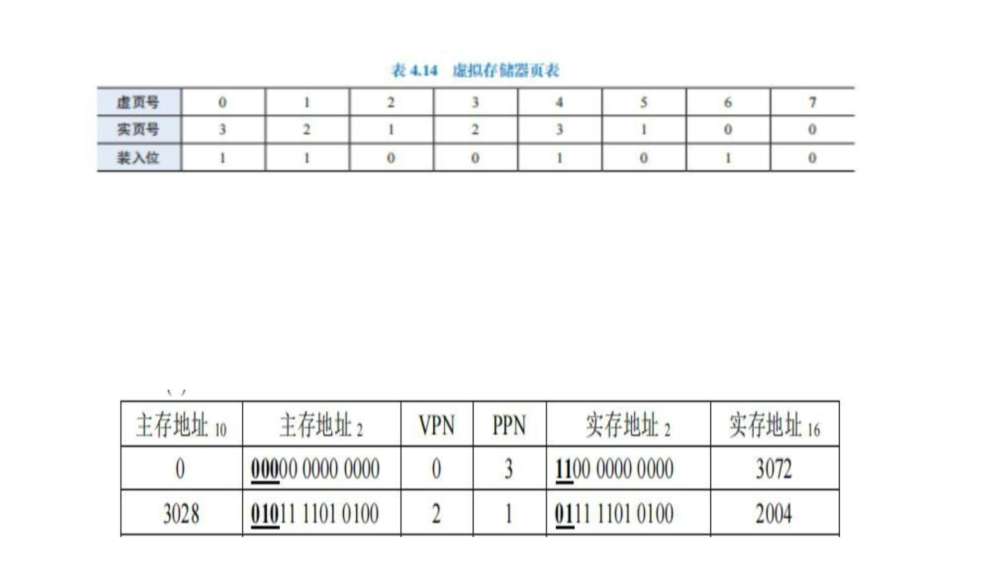 表 4.14 虚拟存储器页表
虚页号 0 1 2 3 4 5 6 7
实页号 3 2 1 2 3 1 0 0
装入位 1 1 0 0 1 0 1 0
主存地址 10 主存地址 2 VPN PPN 实存地址 2 实存地址 16
0 00000 0000 0000 0 3 1100 0000 0000 3072
3028 01011 1101 0100 2 1 0111 1101 0100 2004